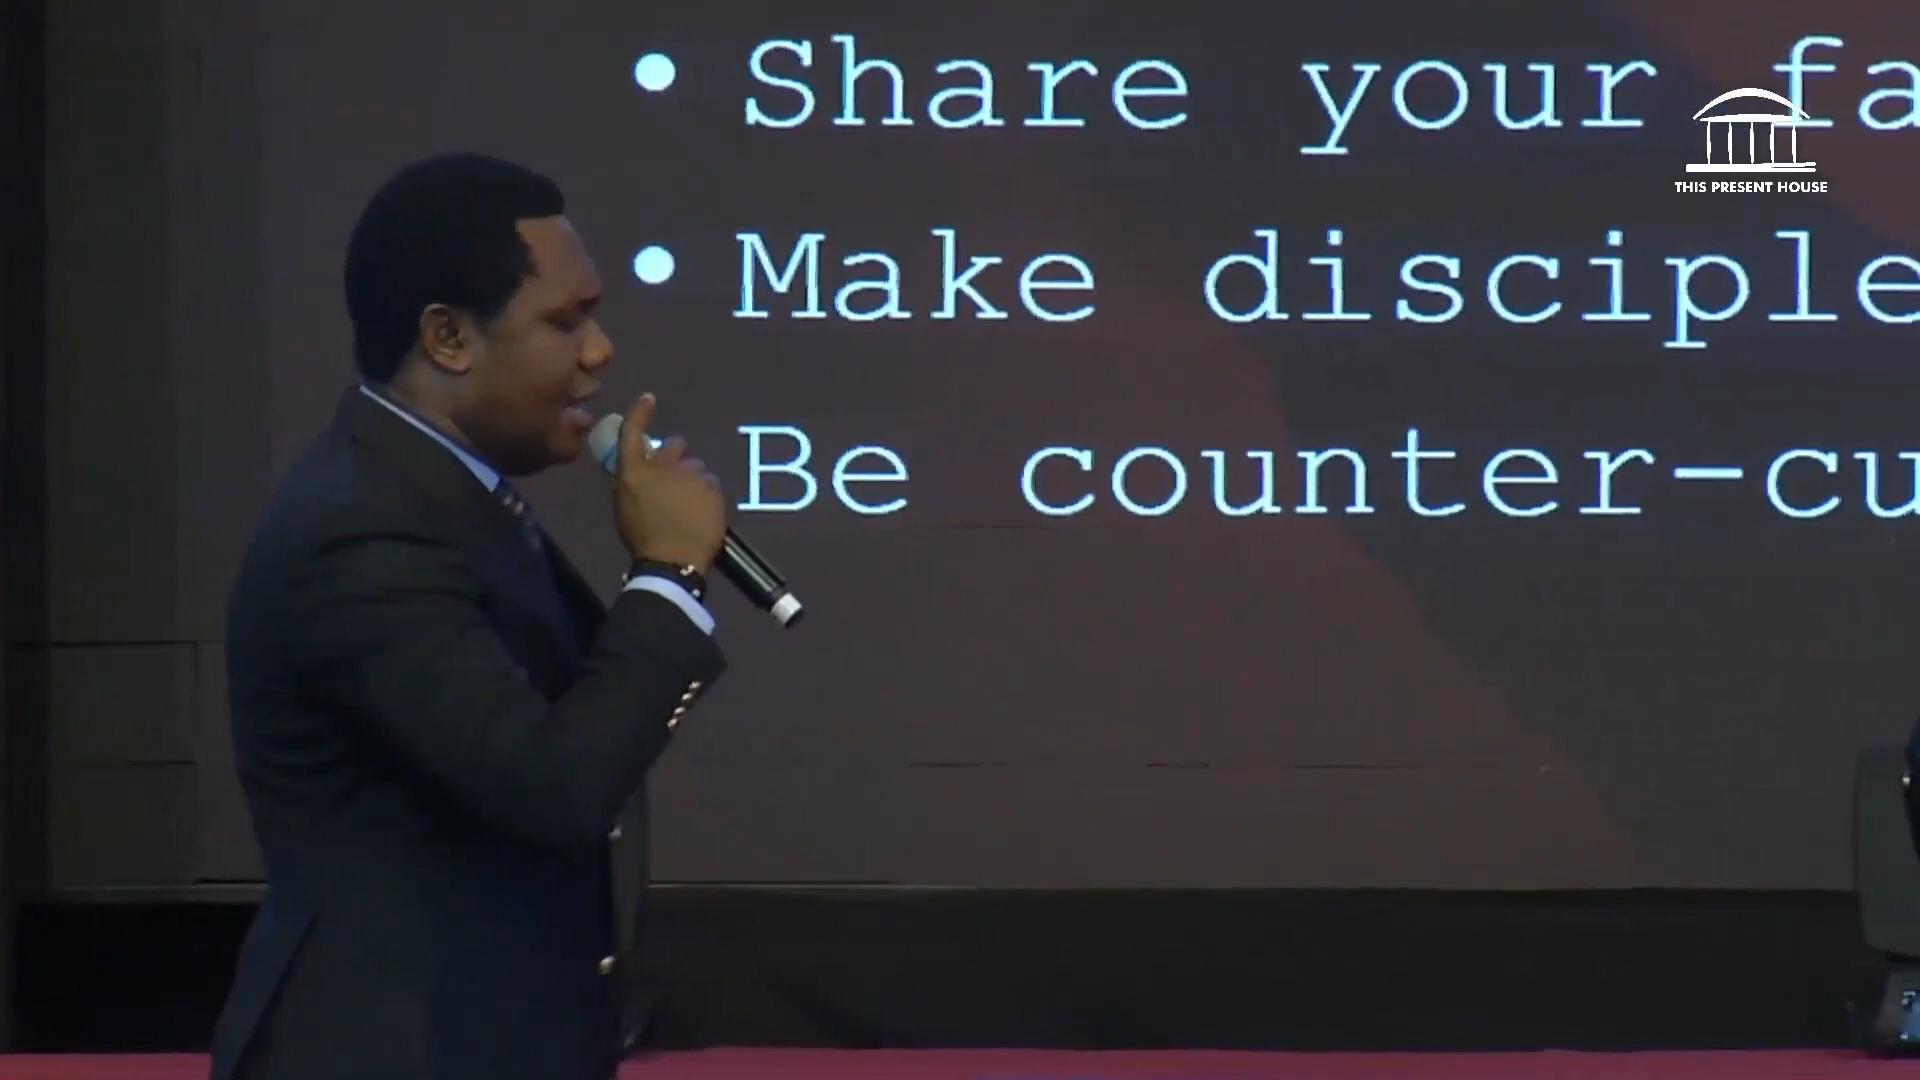 • Share your fa
THIS PRESENT HOUSE
• Make disciple
Be counter-cu